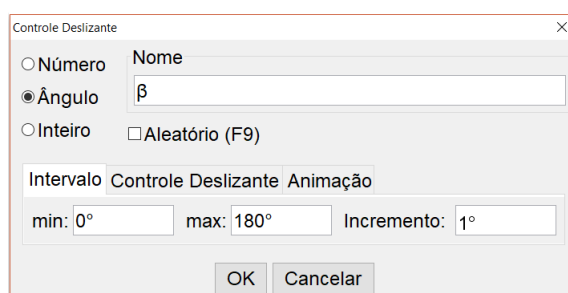 Controle Deslizante
Número
Ângulo
Inteiro
Nome
β
Aleatório (F9)
Intervalo Controle Deslizante Animação
min: 0° max: 180° Incremento: 1°
OK Cancelar